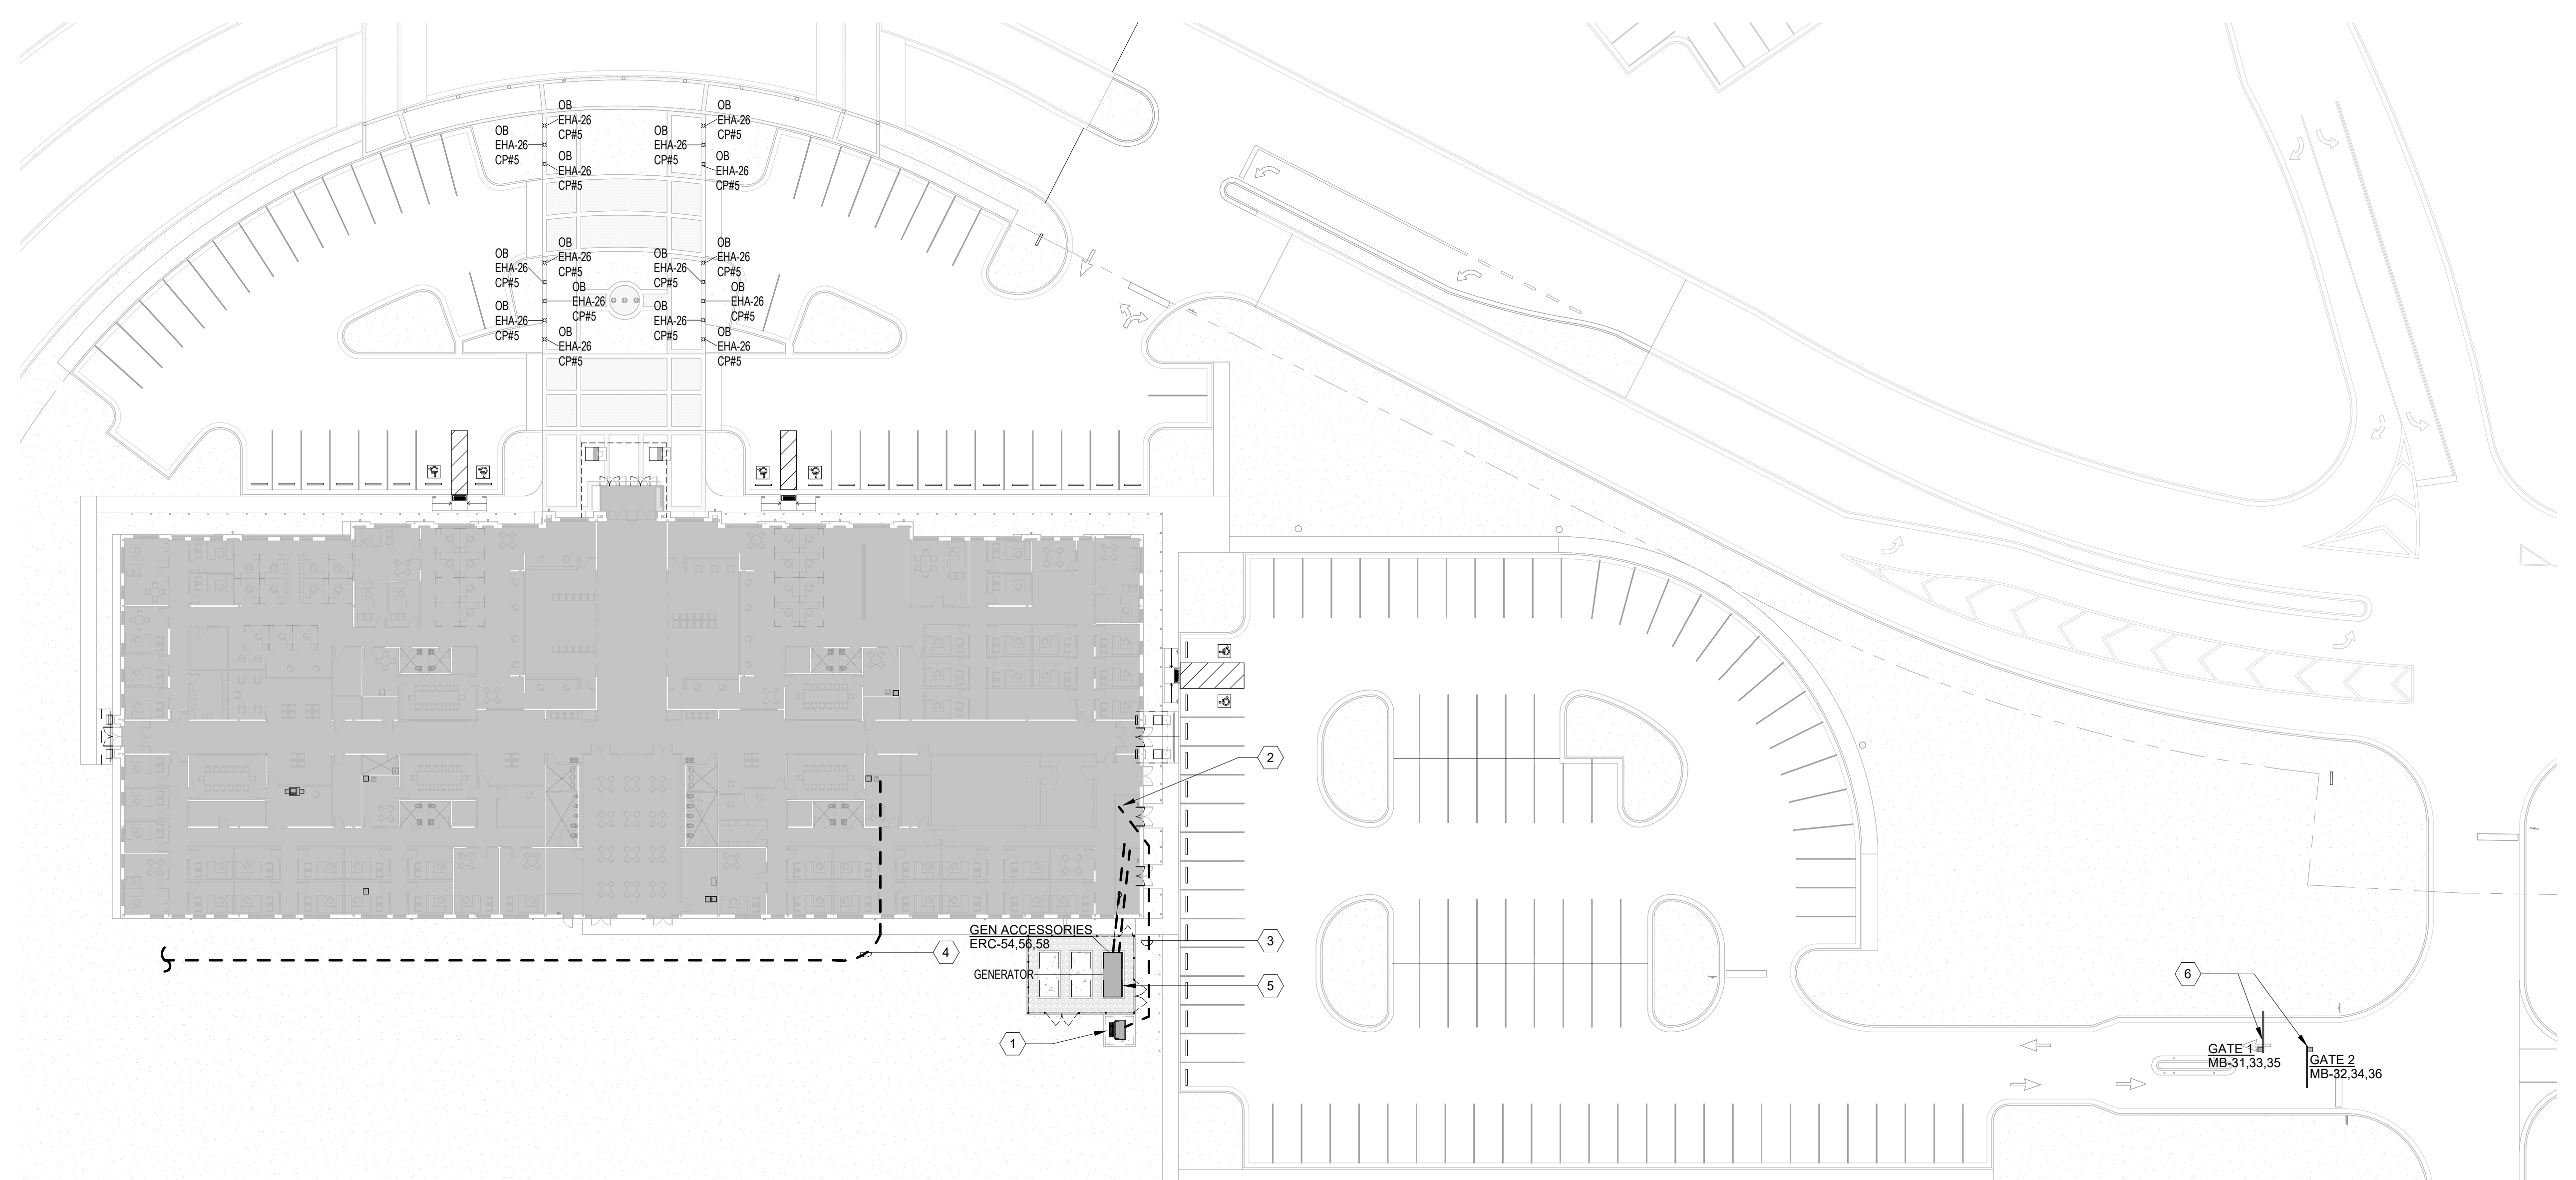 OB
EHA-26
CP#5
OB
EHA-26
CP#5
OB
EHA-26
CP#5
OB
EHA-26
CP#5
OB
EHA-26
CP#5
OB
EHA-26
CP#5
OB
EHA-26
CP#5
OB
EHA-26
CP#5
OB
EHA-26
CP#5
OB
EHA-26
CP#5
OB
EHA-26
CP#5
OB
EHA-26
CP#5
OB
EHA-26
CP#5
OB
EHA-26
CP#5
OB
EHA-26
CP#5
OB
EHA-26
CP#5
2
GEN ACCESSORIES
ERC-54,56,58
3
4
GENERATOR
5
1
6
GATE 1
MB-31,33,35
GATE 2
MB-32,34,36